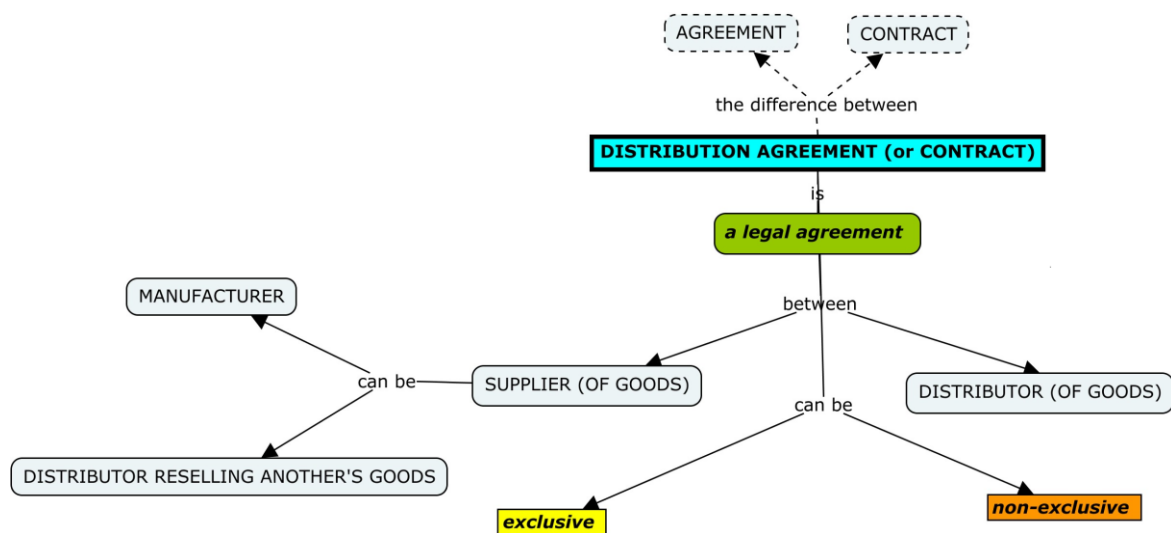 AGREEMENT
CONTRACT
the difference between
DISTRIBUTION AGREEMENT (or CONTRACT)
is
a legal agreement
MANUFACTURER
between
can be
SUPPLIER (OF GOODS)
DISTRIBUTOR (OF GOODS)
can be
DISTRIBUTOR RESELLING ANOTHER'S GOODS
exclusive
non-exclusive